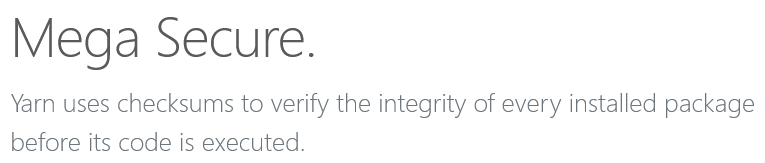 Mega Secure.
Yarn uses checksums to verify the integrity of every installed package
before its code is executed.